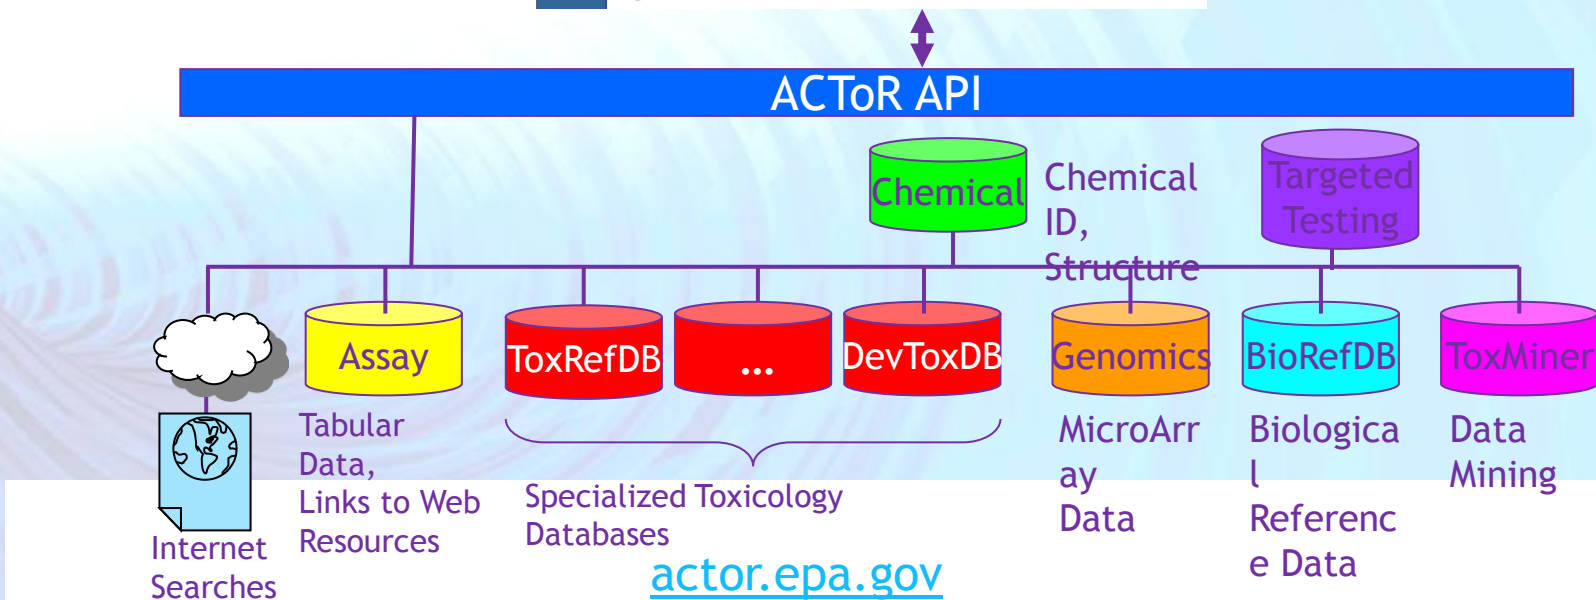 ACToR API
Chemical
Chemical
ID,
Structure
Targeted
Testing
Assay
ToxRefDB
...
DevToxDB
Genomics
BioRefDB
ToxMiner
Internet
Searches
Tabular
Data,
Links to Web
Resources
Specialized Toxicology
Databases
MicroArr
ay
Data
Biologica
l
Referenc
e Data
Data
Mining
actor.epa.gov